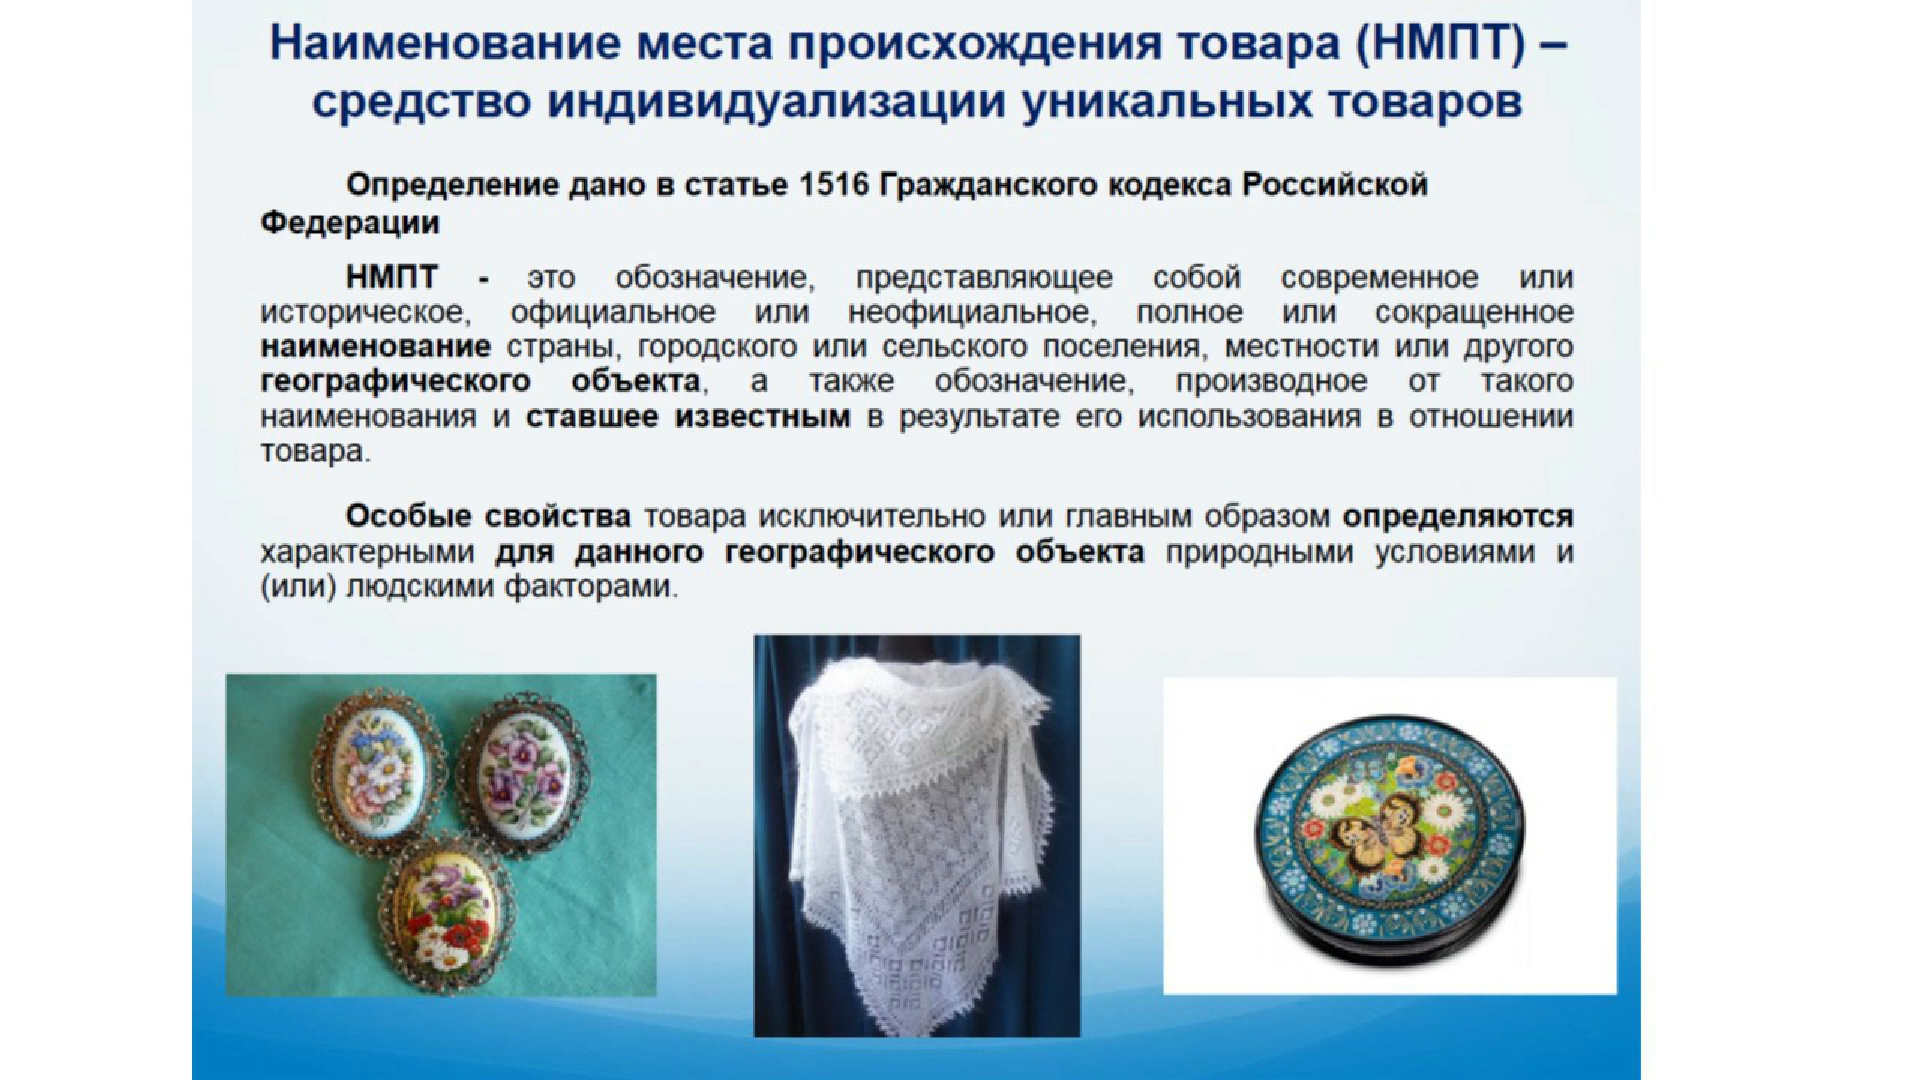 Наименование места происхождения товара (НМПТ) –
средство индивидуализации уникальных товаров
Определение дано в статье 1516 Гражданского кодекса Российской
Федерации
НМПТ - это обозначение, представляющее собой современное или
историческое, официальное или неофициальное, полное или сокращенное
наименование страны, городского или сельского поселения, местности или другого
географического объекта, а также обозначение, производное от такого
наименования и ставшее известным в результате его использования в отношении
товара.
Особые свойства товара исключительно или главным образом определяются
характерными для данного географического объекта природными условиями и
(или) людскими факторами.